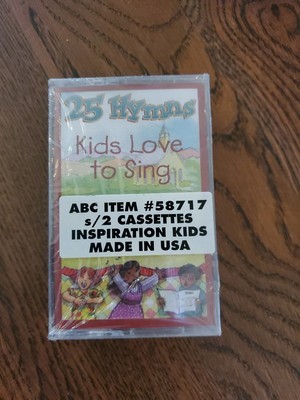 25 Hymns
Kids Love
to Sing
ABC ITEM #58717
s/2 CASSETTES
INSPIRATION KIDS
MADE IN USA